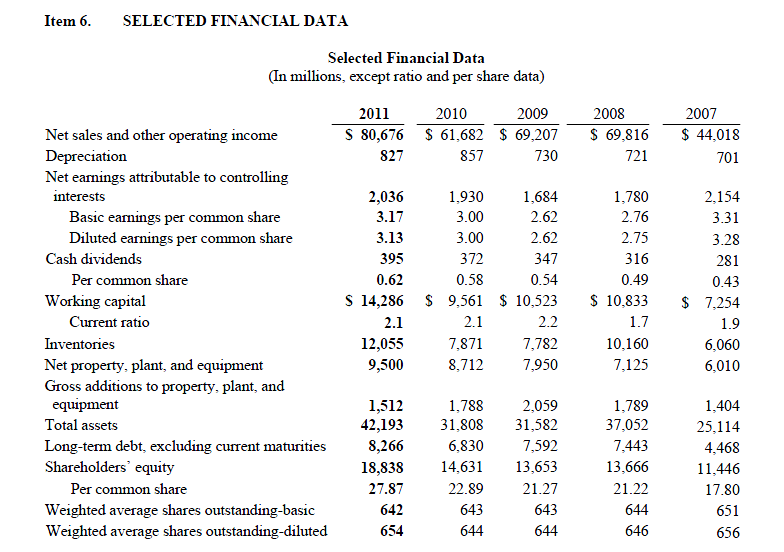 Item 6. SELECTED FINANCIAL DATA
Selected Financial Data
(In millions, except ratio and per share data)
2011 2010 2009 2008 2007
Net sales and other operating income $ 80,676 $ 61,682 $ 69,207 $ 69,816 $ 44,018
Depreciation 827 857 730 721 701
Net earnings attributable to controlling
interests 2,036 1,930 1,684 1,780 2,154
Basic earnings per common share 3.17 3.00 2.62 2.76 3.31
Diluted earnings per common share 3.13 3.00 2.62 2.75 3.28
Cash dividends 395 372 347 316 281
Per common share 0.62 0.58 0.54 0.49 0.43
Working capital $ 14,286 $ 9,561 $ 10,523 $ 10,833 $ 7,254
Current ratio 2.1 2.1 2.2 1.7 1.9
Inventories 12,055 7,871 7,782 10,160 6,060
Net property, plant, and equipment 9,500 8,712 7,950 7,125 6,010
Gross additions to property, plant, and
equipment 1,512 1,788 2,059 1,789 1,404
Total assets 42,193 31,808 31,582 37,052 25,114
Long-term debt, excluding current maturities 8,266 6,830 7,592 7,443 4,468
Shareholders' equity 18,838 14,631 13,653 13,666 11,446
Per common share 27.87 22.89 21.27 21.22 17.80
Weighted average shares outstanding-basic 642 643 643 644 651
Weighted average shares outstanding-diluted 654 644 644 646 656